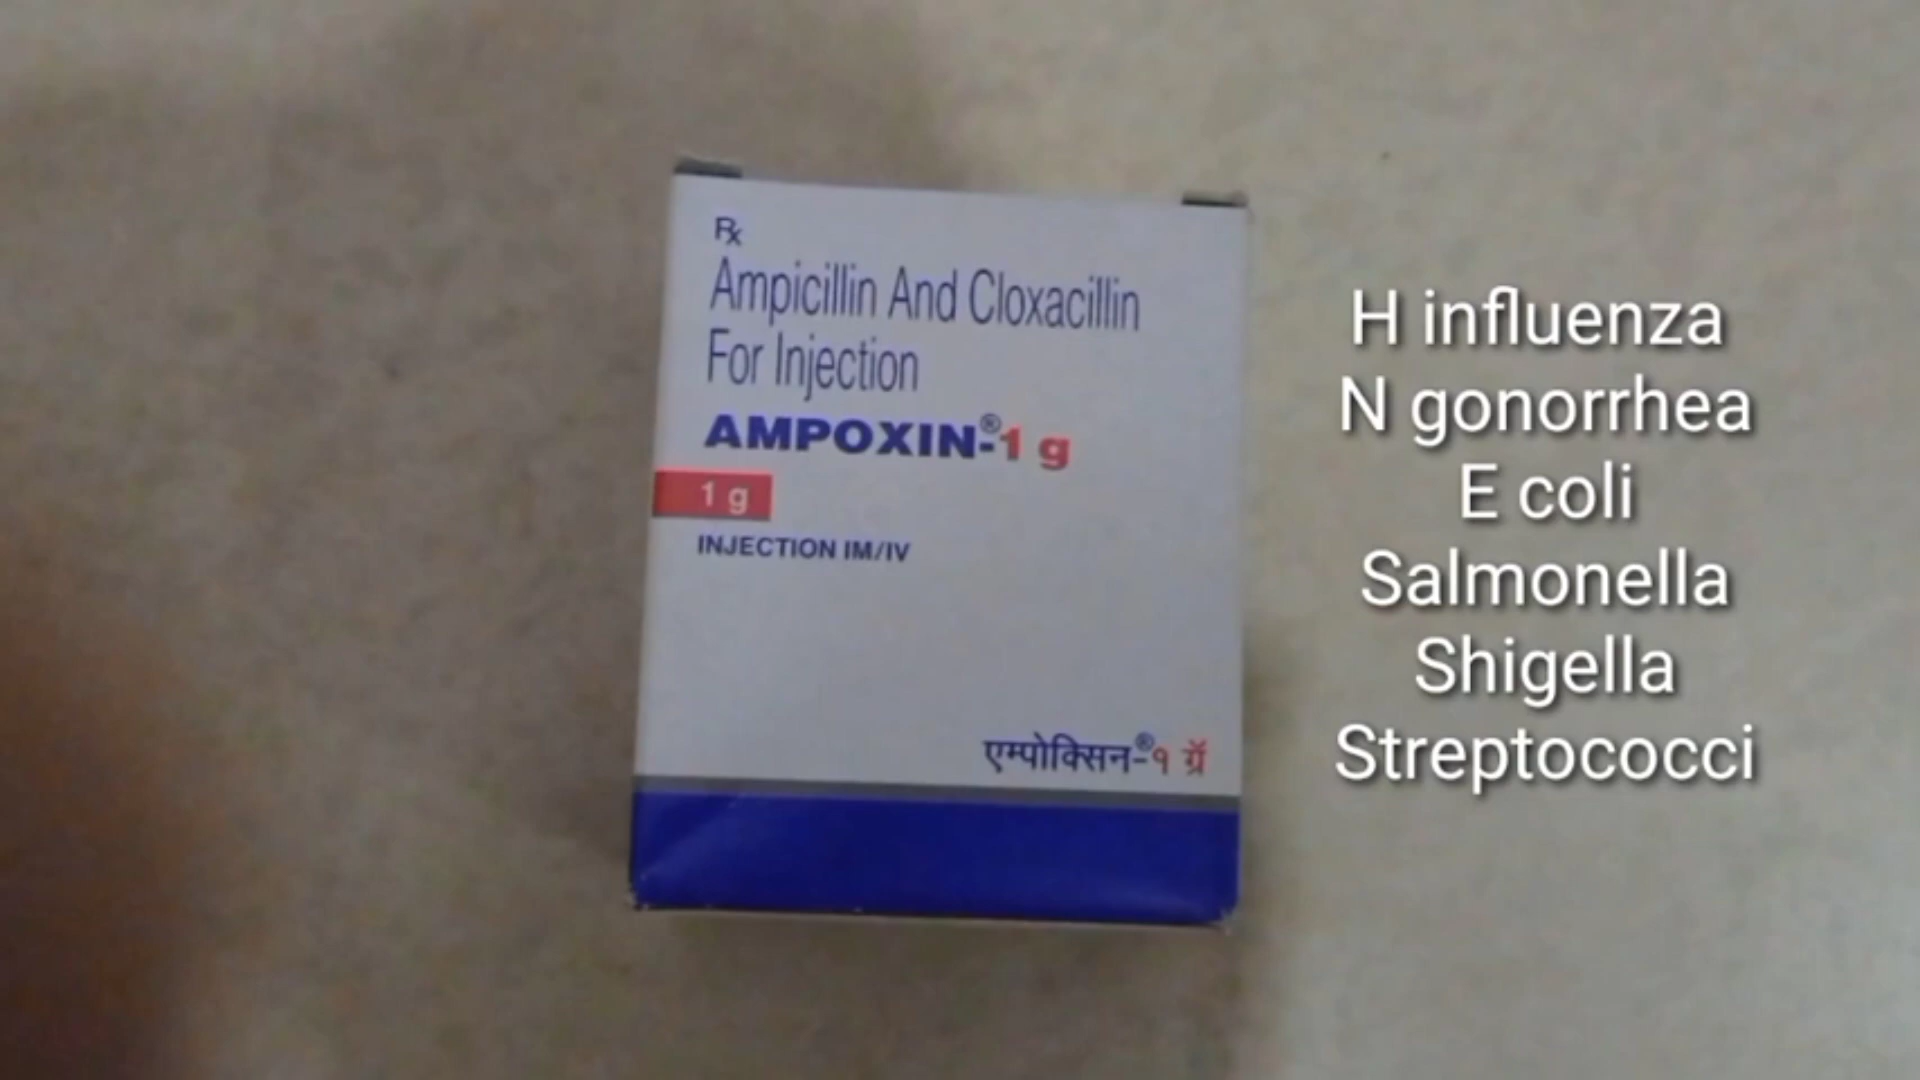 Rx
Ampicillin And Cloxacillin
For Injection
AMPOXIN®-1 g
1 g
INJECTION IM/IV
एम्पोक्सिन®-१ ग्रॅ
H influenza
N gonorrhea
E coli
Salmonella
Shigella
Streptococci